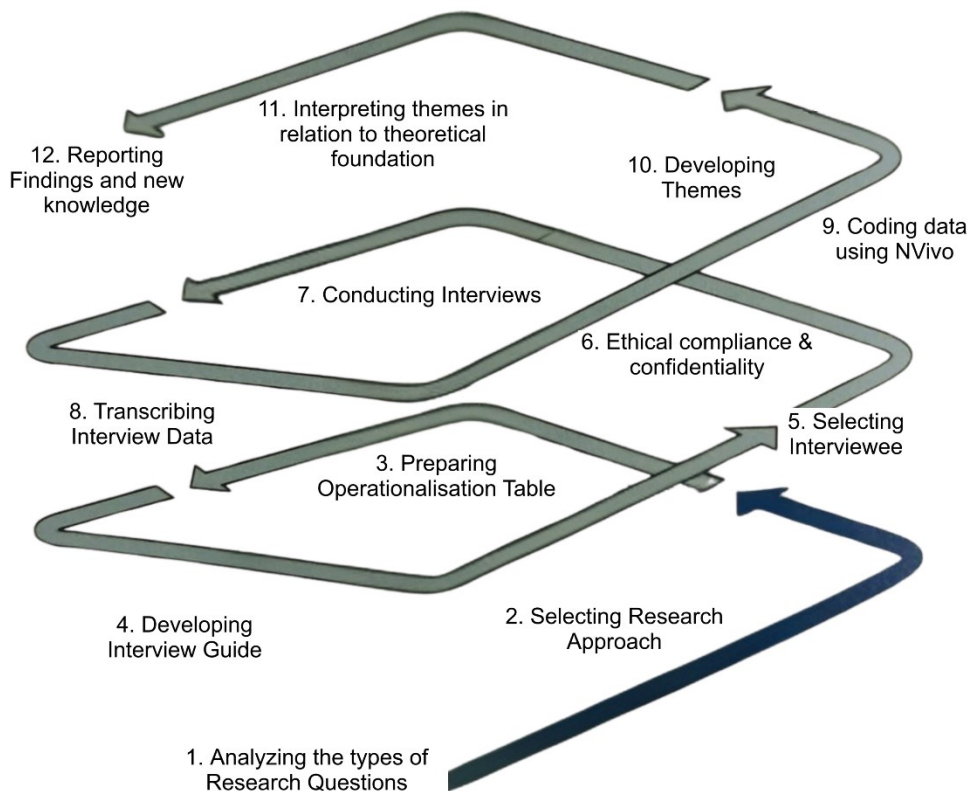 11. Interpreting themes in
relation to theoretical
foundation
12. Reporting
Findings and new
knowledge
10. Developing
Themes
9. Coding data
using NVivo
7. Conducting Interviews
6. Ethical compliance &
confidentiality
8. Transcribing
Interview Data
5. Selecting
Interviewee
3. Preparing
Operationalisation Table
4. Developing
Interview Guide
2. Selecting Research
Approach
1. Analyzing the types of
Research Questions